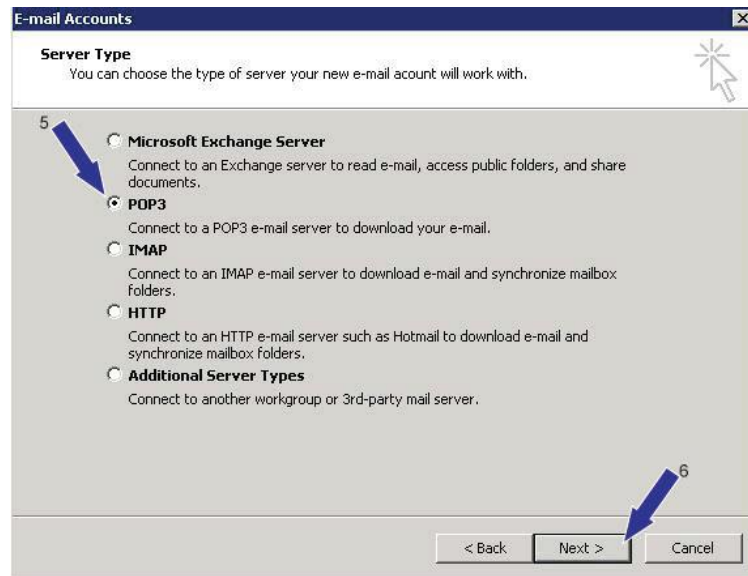 E-mail Accounts
Server Type
You can choose the type of server your new e-mail acount will work with.
5
Microsoft Exchange Server
Connect to an Exchange server to read e-mail, access public folders, and share
documents.
POP3
Connect to a POP3 e-mail server to download your e-mail.
IMAP
Connect to an IMAP e-mail server to download e-mail and synchronize mailbox
folders.
HTTP
Connect to an HTTP e-mail server such as Hotmail to download e-mail and
synchronize mailbox folders.
Additional Server Types
Connect to another workgroup or 3rd-party mail server.
6
< Back Next > Cancel